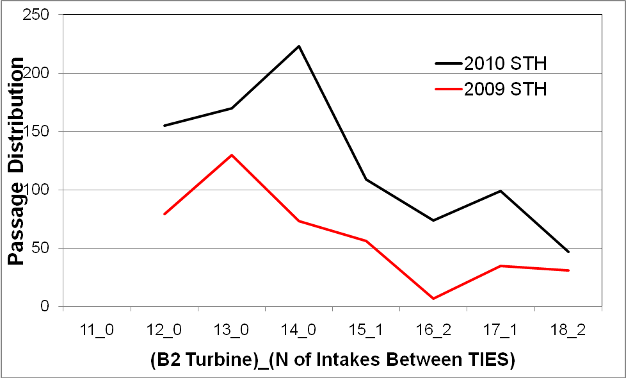 250
200
150
100
50
0
Passage Distribution
2010 STH
2009 STH
11_0 12_0 13_0 14_0 15_1 16_2 17_1 18_2
(B2 Turbine)_(N of Intakes Between TIES)